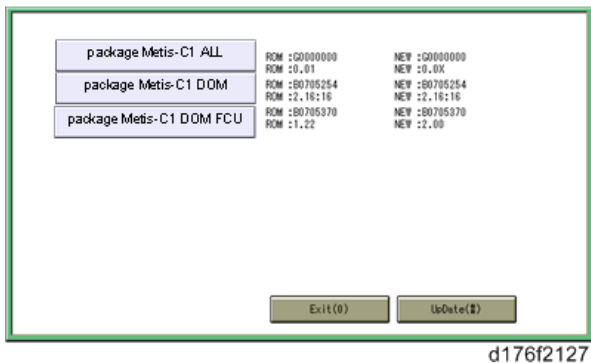 package Metis-C1 ALL
ROM :G0000000 NEW :G0000000
ROM :0.01 NEW :0.0X
package Metis-C1 DOM
ROM :B0705254 NEW :B0705254
ROM :2.16:16 NEW :2.16:16
package Metis-C1 DOM FCU
ROM :B0705370 NEW :B0705370
ROM :1.22 NEW :2.00
Exit(0) UpDate(#)
d176f2127